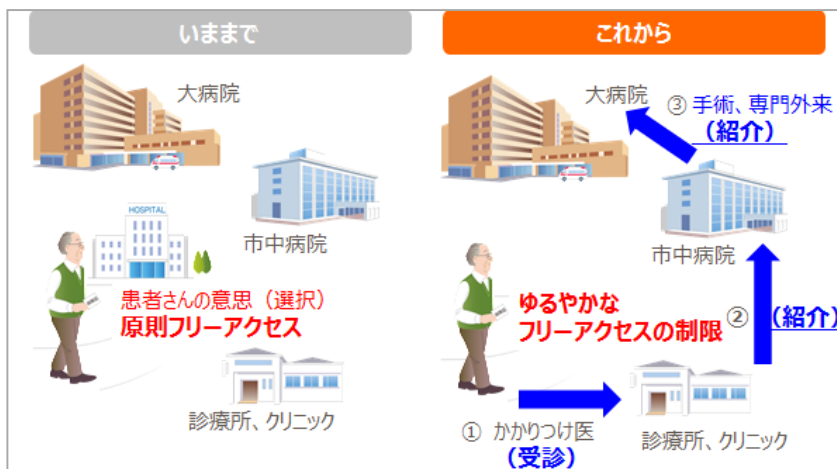 いままで
大病院
市中病院
HOSPITAL
患者さんの意思（選択）
原則フリーアクセス
診療所、クリニック
これから
大病院
③ 手術、専門外来
（紹介）
市中病院
ゆるやかな
フリーアクセスの制限
②
（紹介）
① かかりつけ医
（受診）
診療所、クリニック